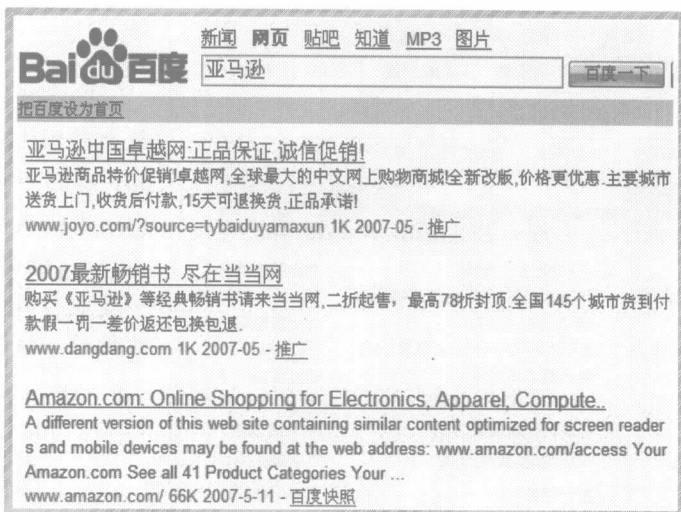 新闻 网页 贴吧 知道 MP3 图片
Bai du 百度 亚马逊 百度一下
把百度设为首页
亚马逊中国卓越网:正品保证,诚信促销!
亚马逊商品特价促销!卓越网,全球最大的中文网上购物商城!全新改版,价格更优惠.主要城市
送货上门,收货后付款,15天可退换货,正品承诺!
www.joyo.com/?source=tybaiduyamaxun 1K 2007-05 - 推广
2007最新畅销书 尽在当当网
购买《亚马逊》等经典畅销书请来当当网,二折起售，最高78折封顶.全国145个城市货到付
款假一罚一差价返还包换包退.
www.dangdang.com 1K 2007-05 - 推广
Amazon.com: Online Shopping for Electronics, Apparel, Compute..
A different version of this web site containing similar content optimized for screen reader
s and mobile devices may be found at the web address: www.amazon.com/access Your
Amazon.com See all 41 Product Categories Your ...
www.amazon.com/ 66K 2007-5-11 - 百度快照